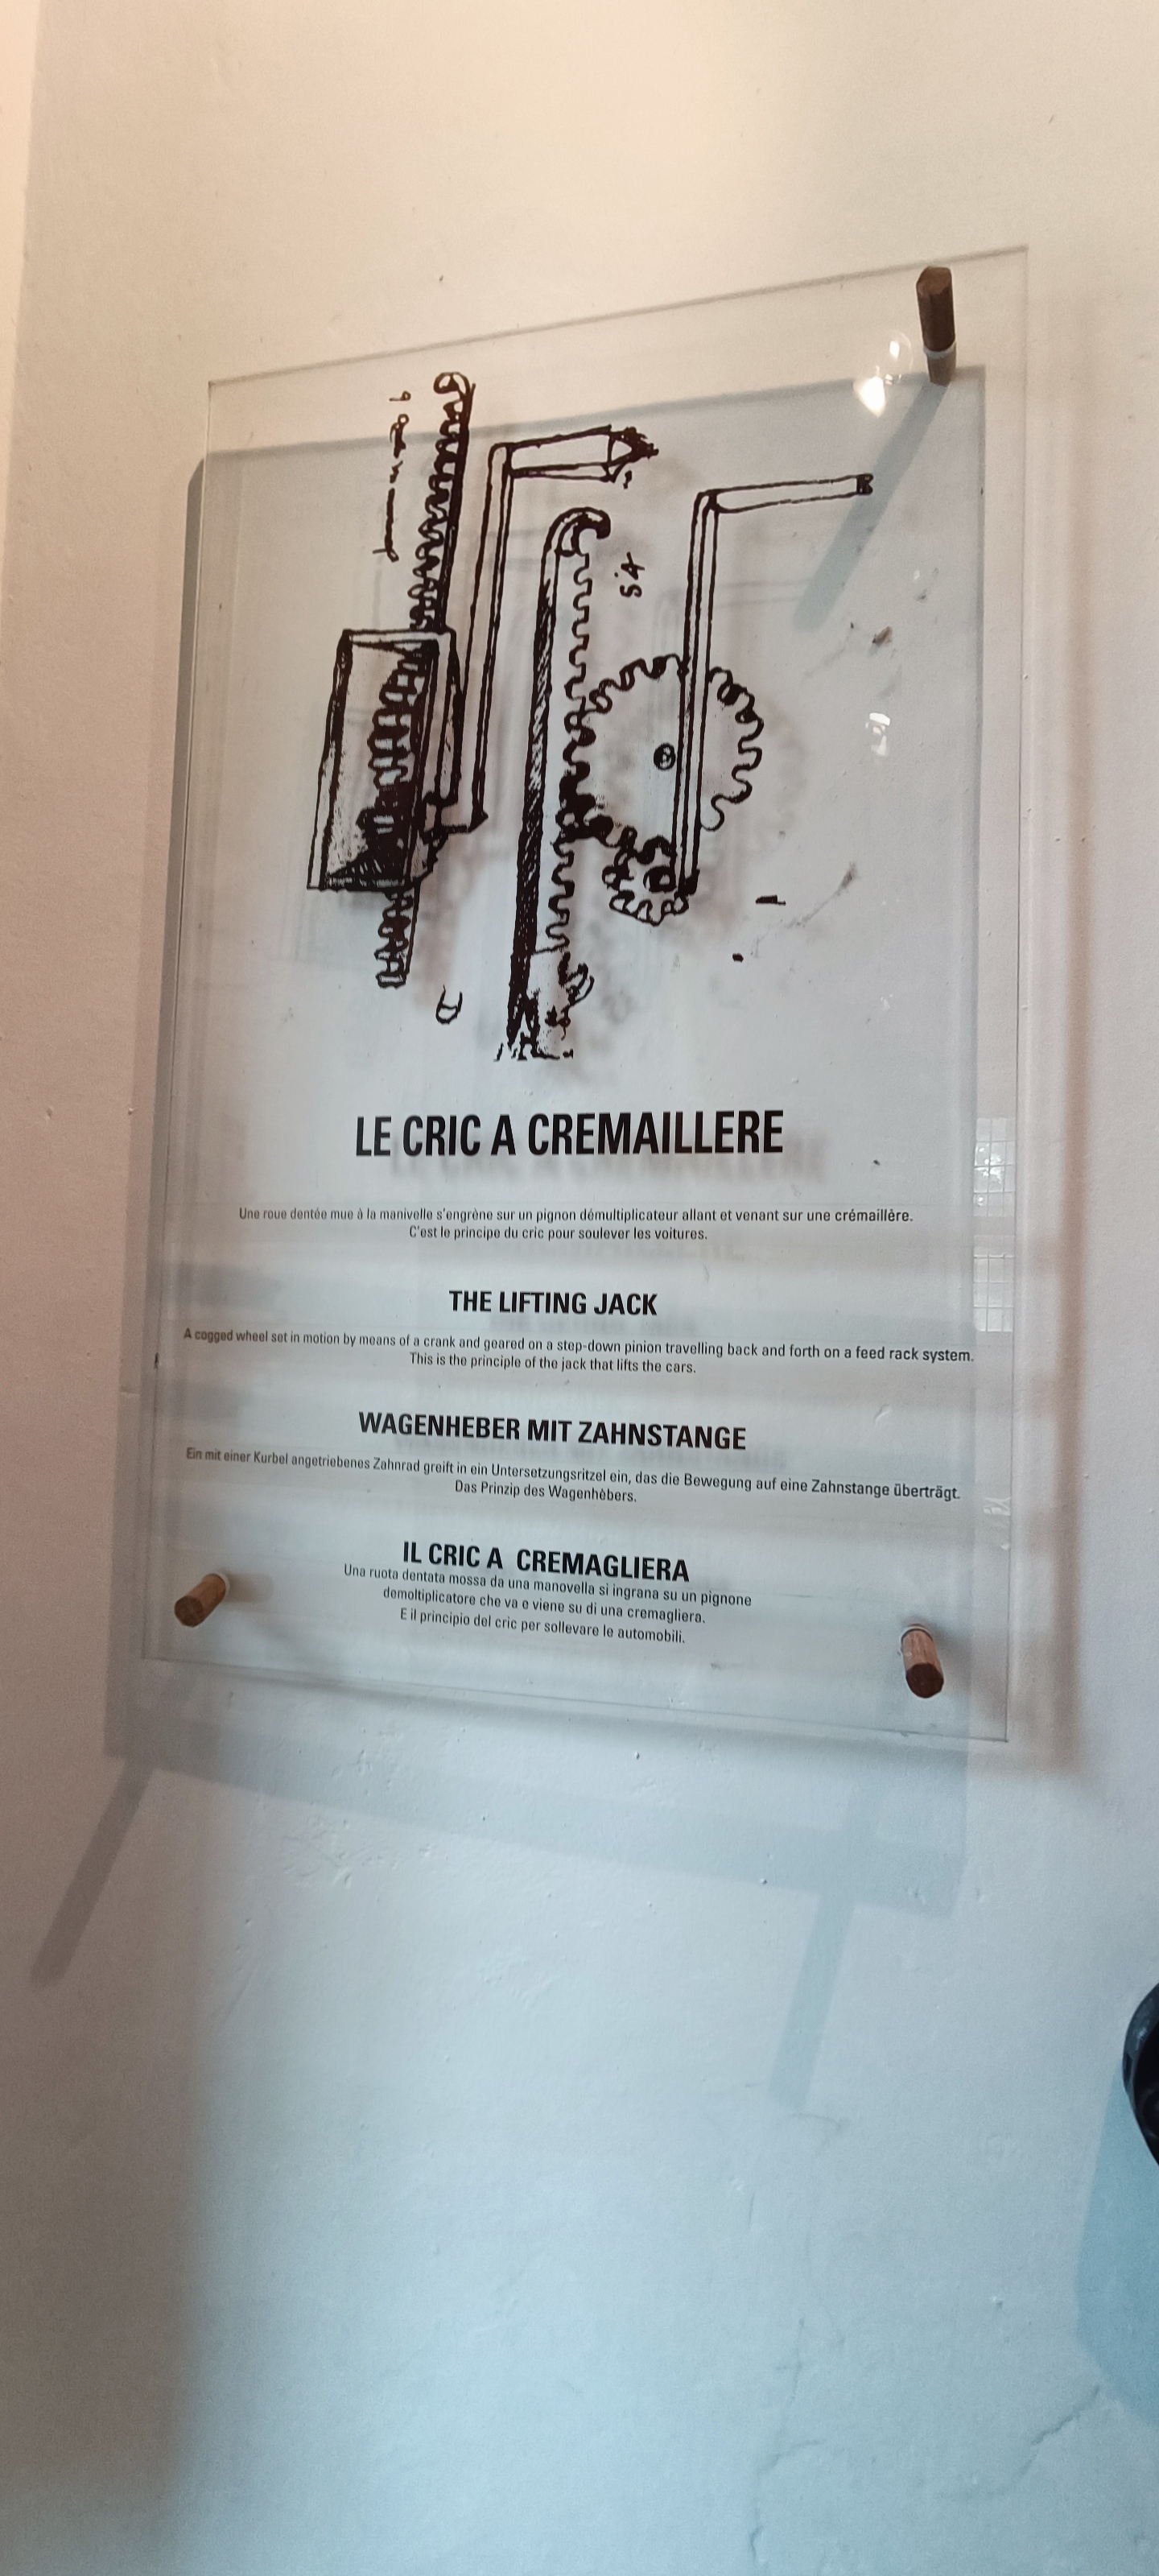 LE CRIC A CREMAILLERE
Une roue dentée mue à la manivelle s'engrène sur un pignon démultiplicateur allant et venant sur une crémaillère.
C'est le principe du cric pour soulever les voitures.
THE LIFTING JACK
A cogged wheel set in motion by means of a crank and geared on a step-down pinion travelling back and forth on a feed rack system.
This is the principle of the jack that lifts the cars.
WAGENHEBER MIT ZAHNSTANGE
Ein mit einer Kurbel angetriebenes Zahnrad greift in ein Untersetzungsritzel ein, das die Bewegung auf eine Zahnstange überträgt.
Das Prinzip des Wagenhèbers.
IL CRIC A CREMAGLIERA
Una ruota dentata mossa da una manovella si ingrana su un pignone
demoltiplicatore che va e viene su di una cremagliera.
E il principio del cric per sollevare le automobili.